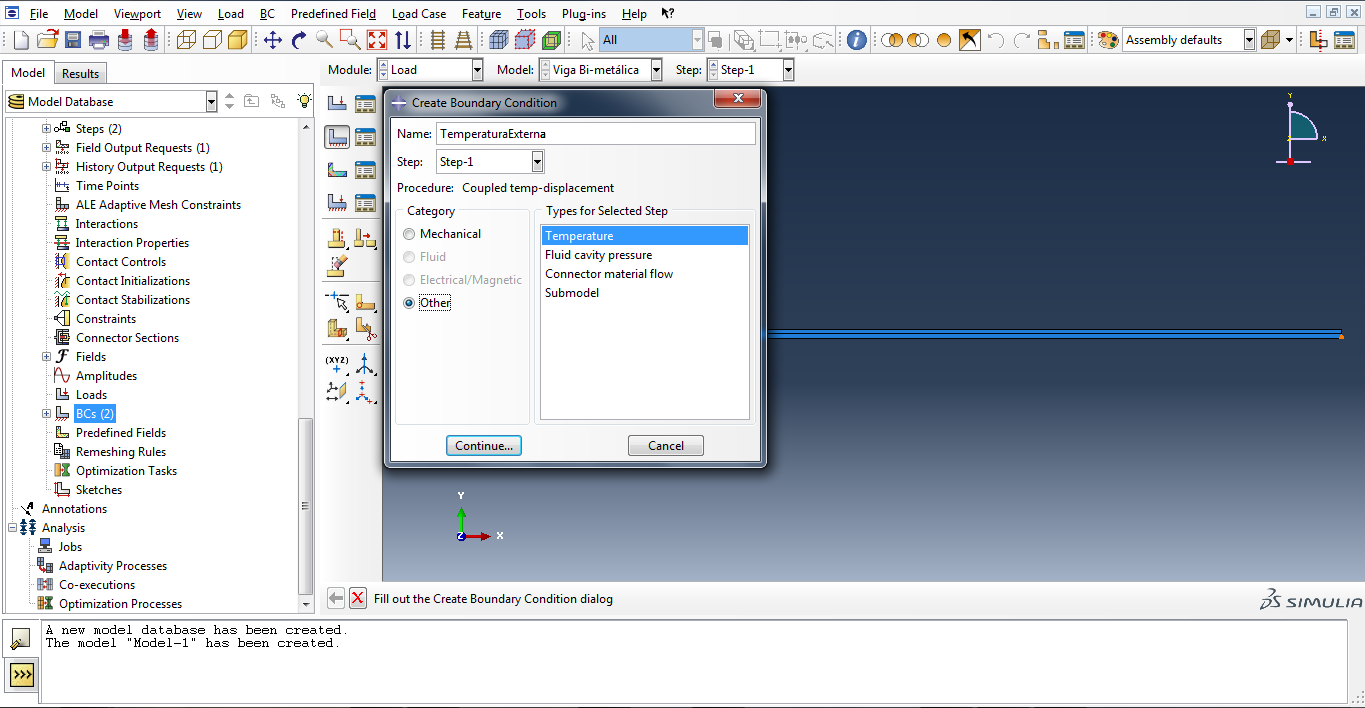 File Model Viewport View Load BC Predefined Field Load Case Feature Tools Plug-ins Help ?
All Assembly defaults
Model Results
Module: Load Model: Viga Bi-metálica Step: Step-1
Model Database
Steps (2)
Field Output Requests (1)
History Output Requests (1)
Time Points
ALE Adaptive Mesh Constraints
Interactions
Interaction Properties
Contact Controls
Contact Initializations
Contact Stabilizations
Constraints
Connector Sections
Fields
Amplitudes
Loads
BCs (2)
Predefined Fields
Remeshing Rules
Optimization Tasks
Sketches
Annotations
Analysis
Jobs
Adaptivity Processes
Co-executions
Optimization Processes
(XYZ)
Create Boundary Condition
Name: TemperaturaExterna
Step: Step-1
Procedure: Coupled temp-displacement
Category
Mechanical
Fluid
Electrical/Magnetic
Other
Types for Selected Step
Temperature
Fluid cavity pressure
Connector material flow
Submodel
Continue... Cancel
Y
X
Z
Y
X
Z
Fill out the Create Boundary Condition dialog
SIMULIA
A new model database has been created.
The model "Model-1" has been created.
>>>